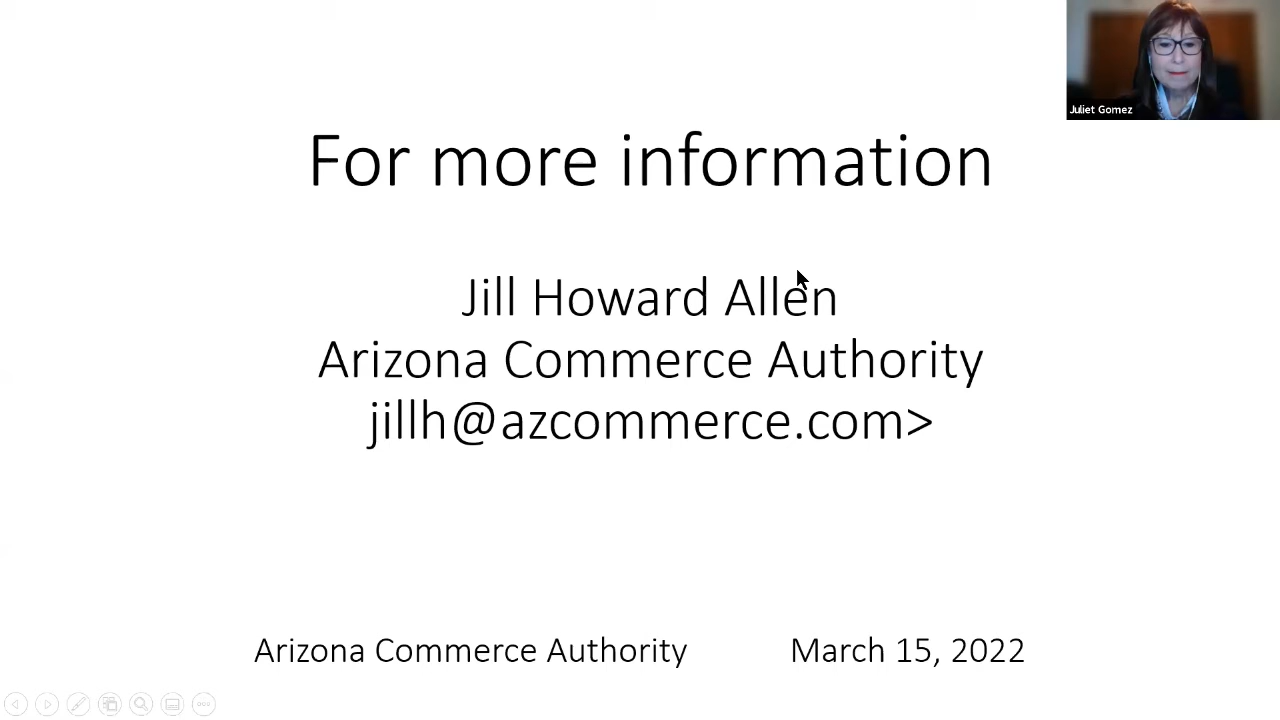 Juliet Gomez
For more information
Jill Howard Allen
Arizona Commerce Authority
jillh@azcommerce.com>
Arizona Commerce Authority March 15, 2022